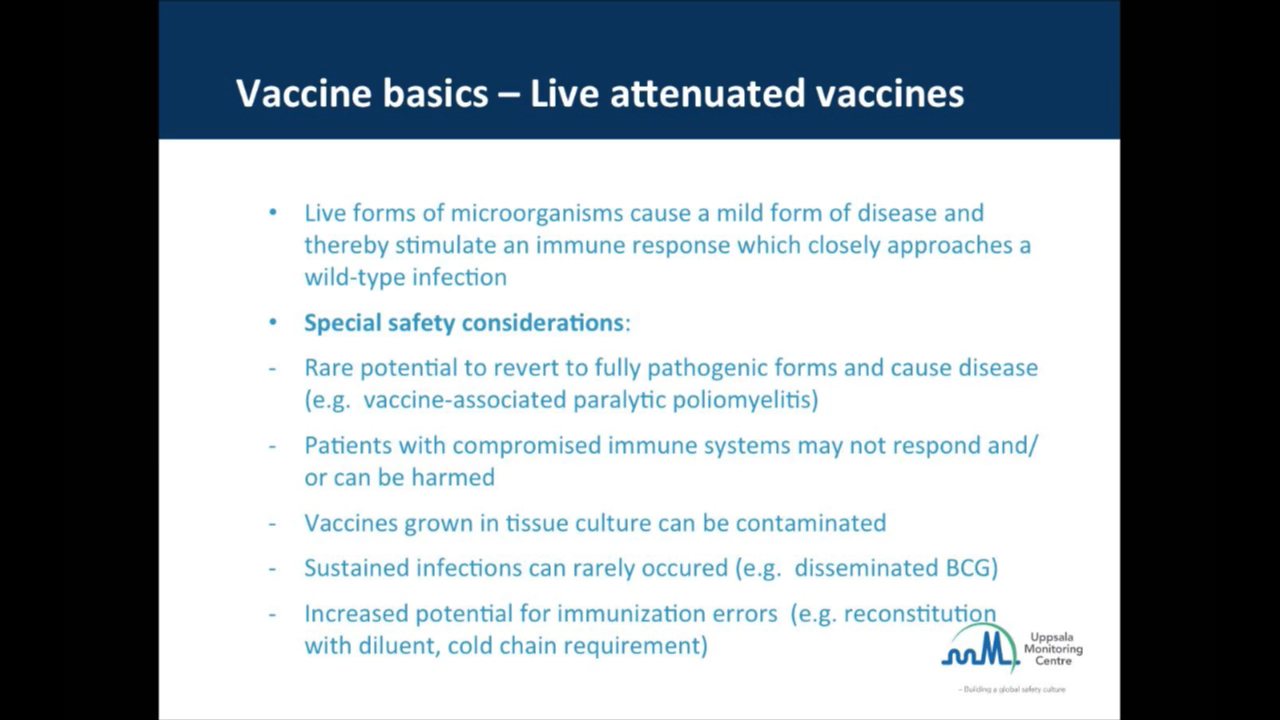 Vaccine basics – Live attenuated vaccines
• Live forms of microorganisms cause a mild form of disease and
thereby stimulate an immune response which closely approaches a
wild-type infection
• Special safety considerations:
- Rare potential to revert to fully pathogenic forms and cause disease
(e.g. vaccine-associated paralytic poliomyelitis)
- Patients with compromised immune systems may not respond and/
or can be harmed
- Vaccines grown in tissue culture can be contaminated
- Sustained infections can rarely occured (e.g. disseminated BCG)
- Increased potential for immunization errors (e.g. reconstitution
with diluent, cold chain requirement)
Uppsala
Monitoring
Centre
– Building a global safety culture